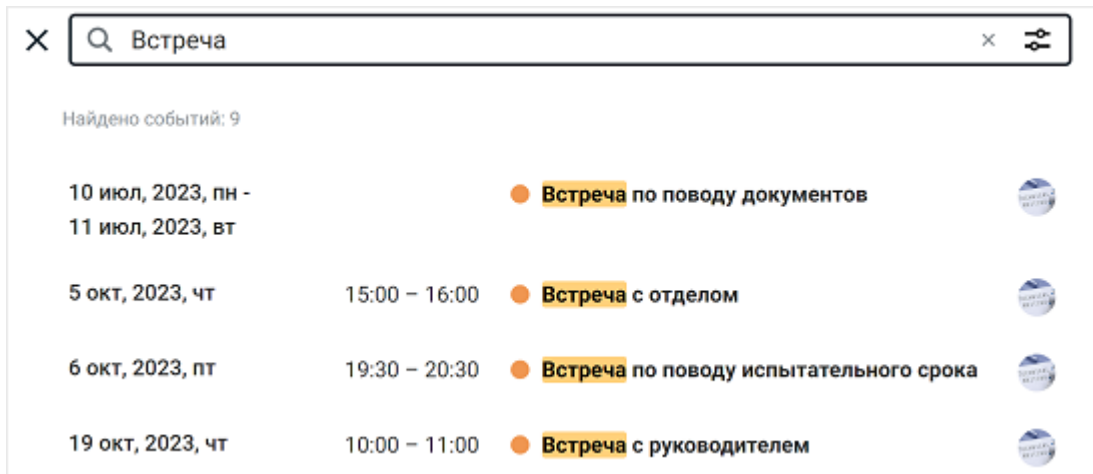 Встреча
Найдено событий: 9
10 июл, 2023, пн - Встреча по поводу документов
11 июл, 2023, вт
5 окт, 2023, чт 15:00 – 16:00 Встреча с отделом
6 окт, 2023, пт 19:30 – 20:30 Встреча по поводу испытательного срока
19 окт, 2023, чт 10:00 – 11:00 Встреча с руководителем